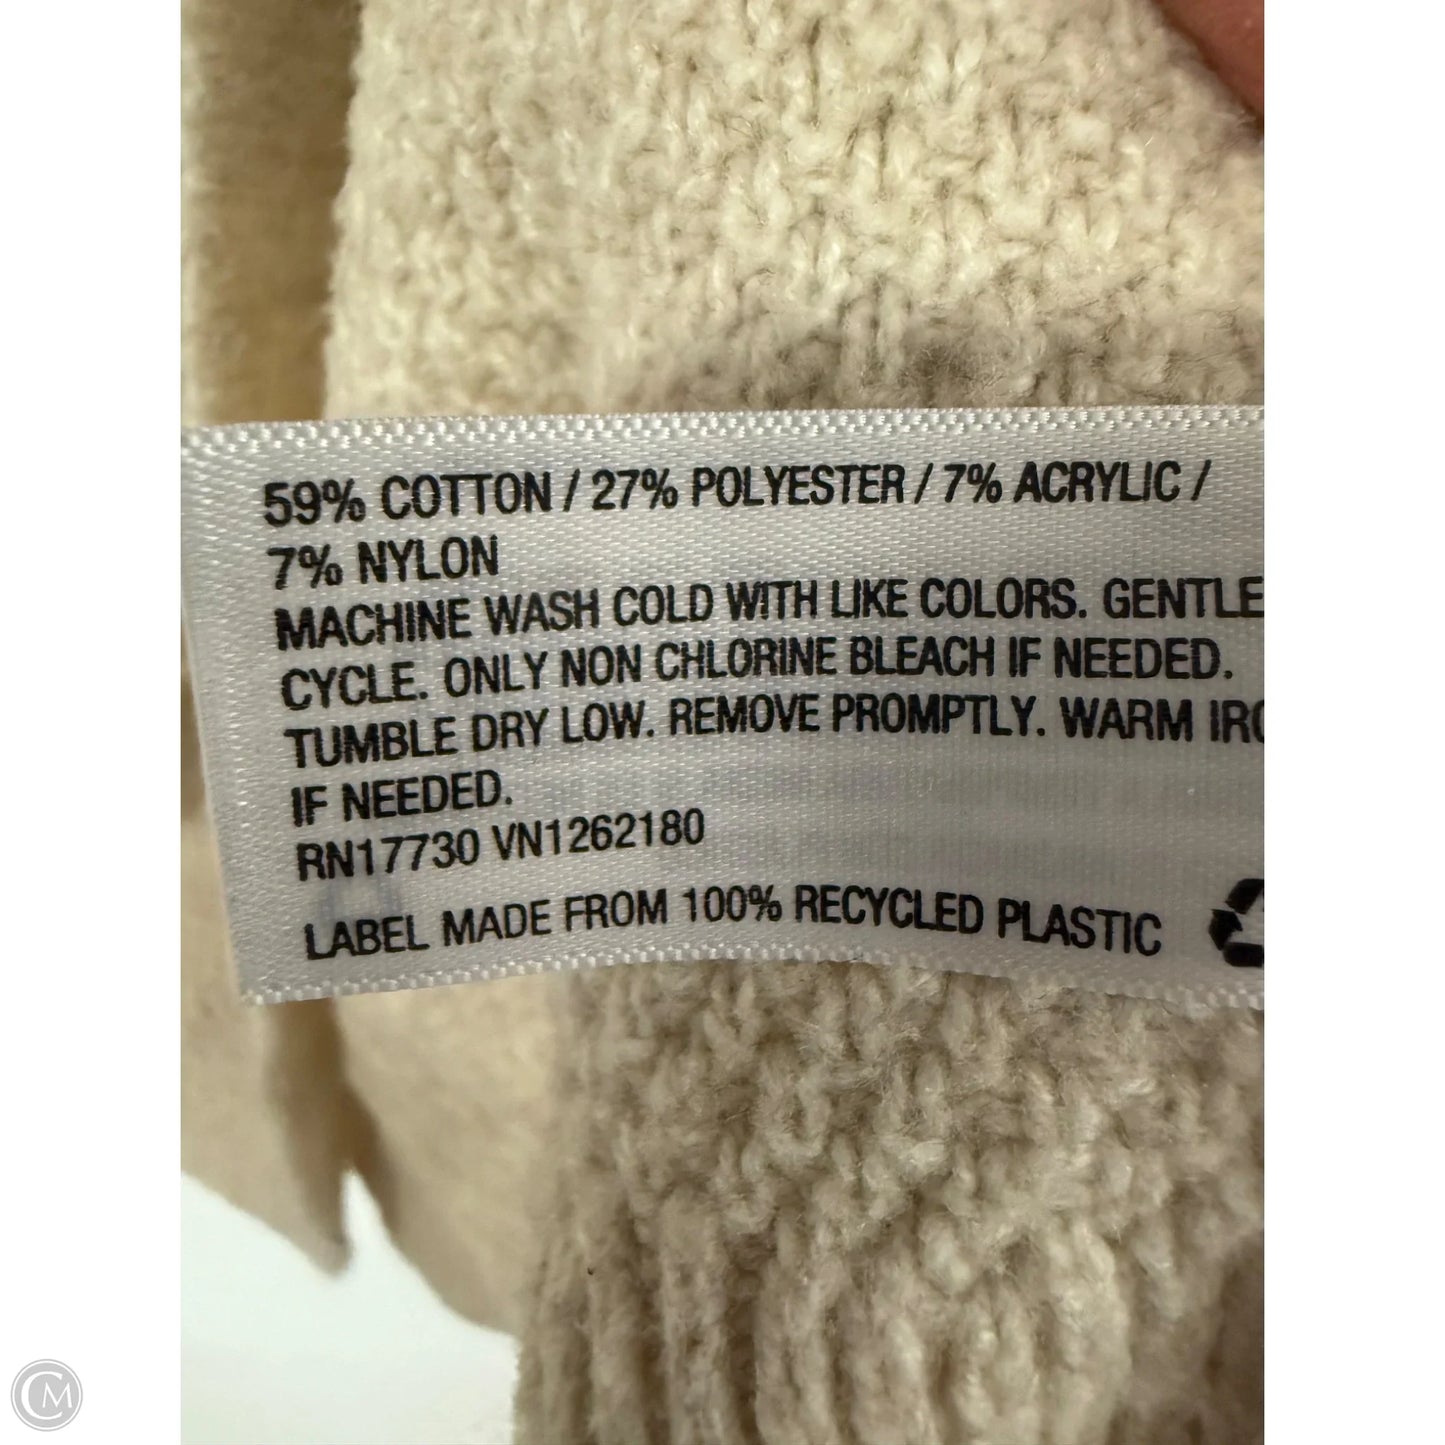 59% COTTON / 27% POLYESTER / 7% ACRYLIC /
7% NYLON
MACHINE WASH COLD WITH LIKE COLORS. GENTLE
CYCLE. ONLY NON CHLORINE BLEACH IF NEEDED.
TUMBLE DRY LOW. REMOVE PROMPTLY. WARM
IF NEEDED.
RN17730 VN1262180
LABEL MADE FROM 100% RECYCLED PLASTIC
CM